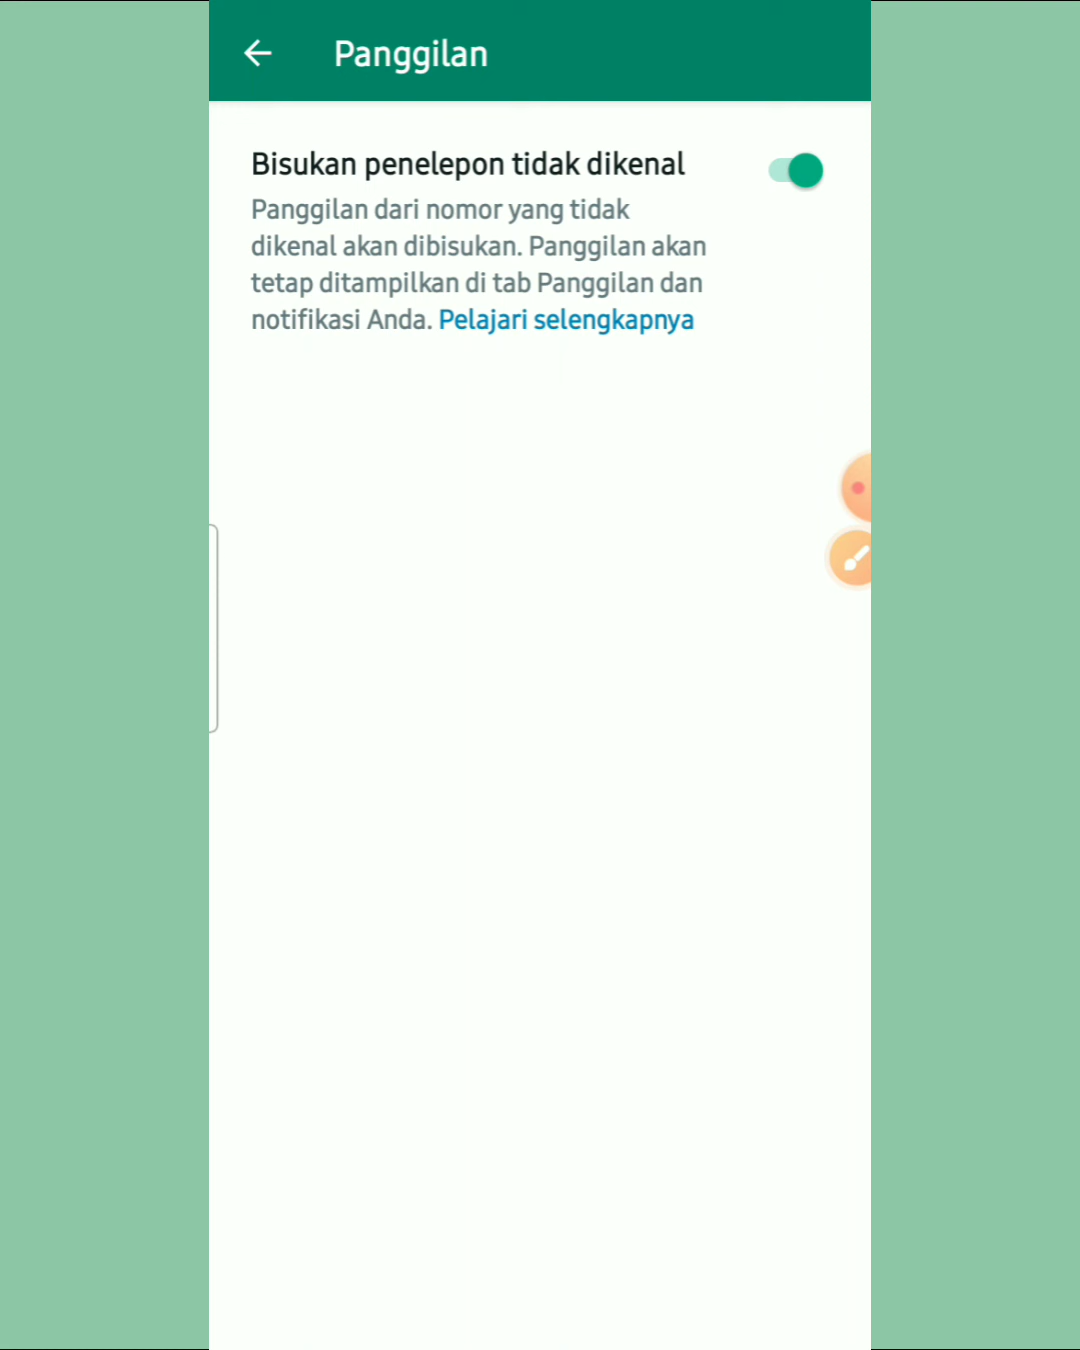 Panggilan
Bisukan penelepon tidak dikenal
Panggilan dari nomor yang tidak
dikenal akan dibisukan. Panggilan akan
tetap ditampilkan di tab Panggilan dan
notifikasi Anda. Pelajari selengkapnya